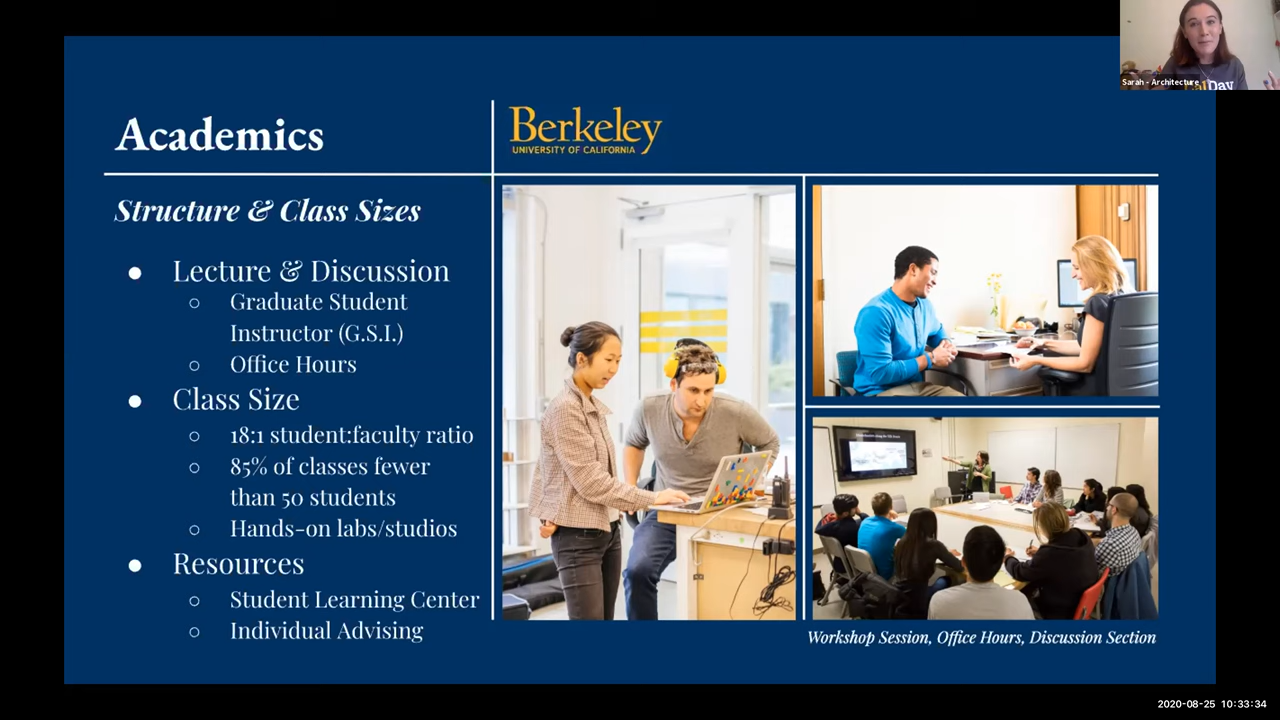 Sarah - Architecture
CalDay
Academics
Berkeley
UNIVERSITY OF CALIFORNIA
Structure & Class Sizes
● Lecture & Discussion
○ Graduate Student
Instructor (G.S.I.)
○ Office Hours
● Class Size
○ 18:1 student:faculty ratio
○ 85% of classes fewer
than 50 students
○ Hands-on labs/studios
● Resources
○ Student Learning Center
○ Individual Advising
Workshop Session, Office Hours, Discussion Section
2020-08-25 10:33:34